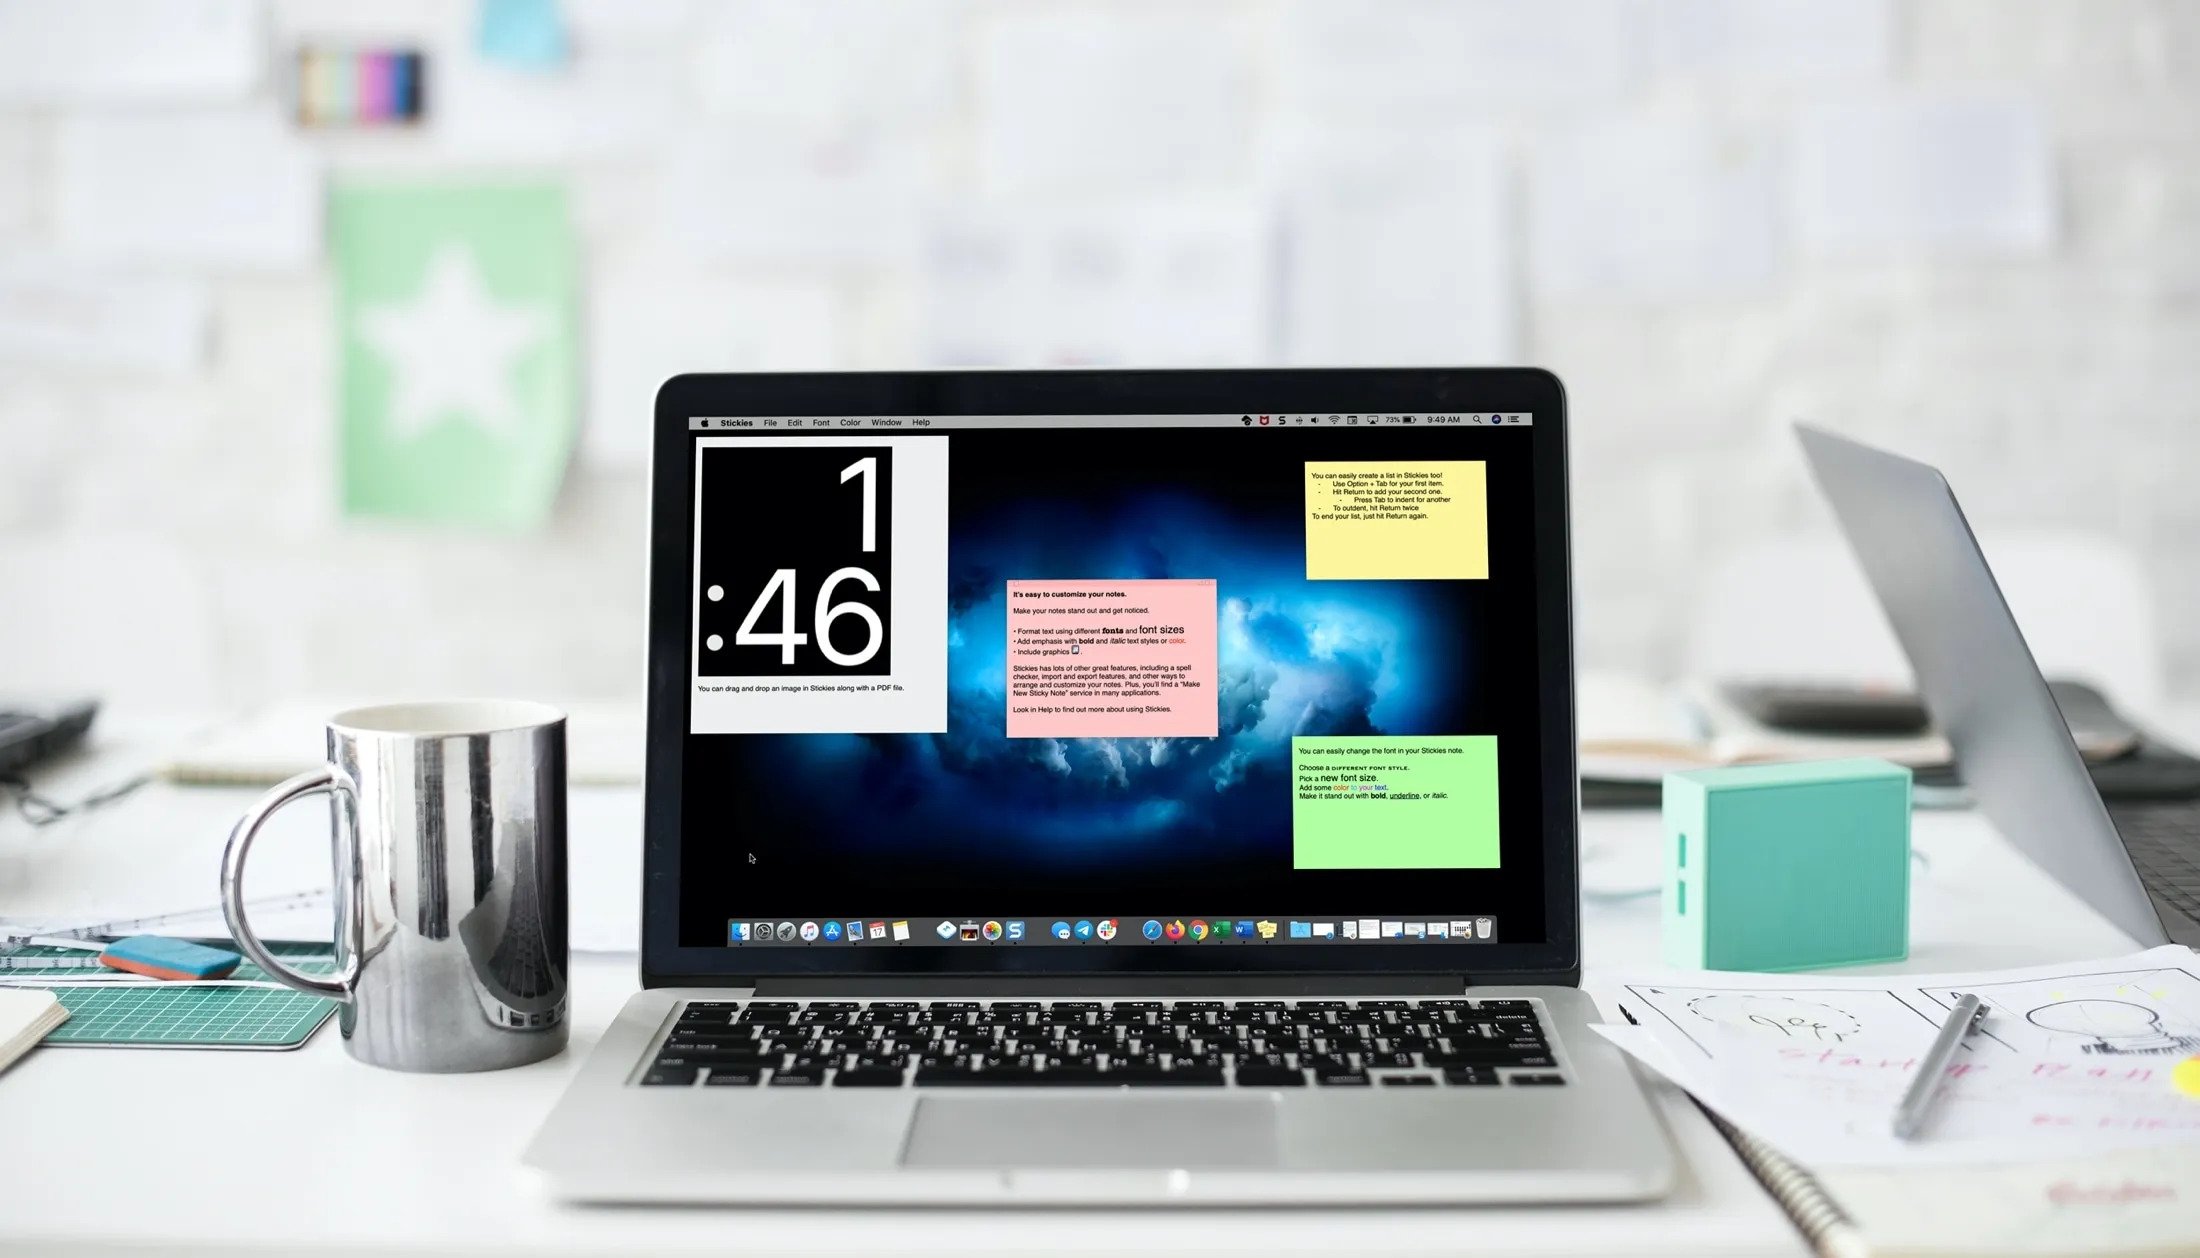 Stickies File Edit Font Color Window Help
73% 9:49 AM
1
:46
You can drag and drop an image in Stickies along with a PDF file.
It's easy to customize your notes.
Make your notes stand out and get noticed.
• Format text using different fonts and font sizes
• Add emphasis with bold and italic text styles or color.
• Include graphics .
Stickies has lots of other great features, including a spell
checker, import and export features, and other ways to
arrange and customize your notes. Plus, you'll find a "Make
New Sticky Note" service in many applications.
Look in Help to find out more about using Stickies.
You can easily create a list in Stickies too!
- Use Option + Tab for your first item.
- Hit Return to add your second one.
- Press Tab to indent for another
- To outdent, hit Return twice
To end your list, just hit Return again.
You can easily change the font in your Stickies note.
Choose a DIFFERENT FONT STYLE.
Pick a new font size.
Add some color to your text.
Make it stand out with bold, underline, or italic.
17
delete